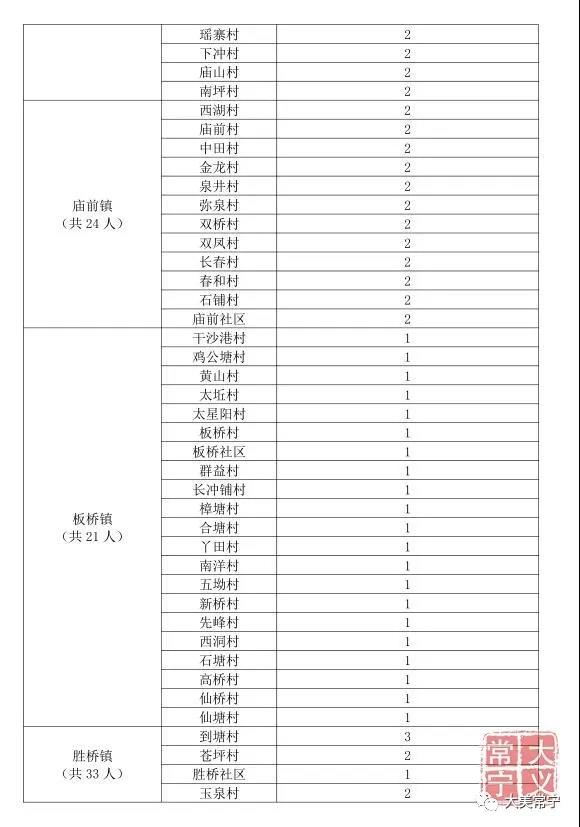 瑶寨村 2
下冲村 2
庙山村 2
南坪村 2
西湖村 2
庙前村 2
中田村 2
金龙村 2
泉井村 2
庙前镇
弥泉村 2
（共 24 人）
双桥村 2
双凤村 2
长春村 2
春和村 2
石铺村 2
庙前社区 2
干沙港村 1
鸡公塘村 1
黄山村 1
太坵村 1
太星阳村 1
板桥村 1
板桥社区 1
群益村 1
长冲铺村 1
樟塘村 1
板桥镇
合塘村 1
（共 21 人）
丫田村 1
南洋村 1
五坳村 1
新桥村 1
先峰村 1
西洞村 1
石塘村 1
高桥村 1
仙桥村 1
仙塘村 1
到塘村 3
胜桥镇
苍坪村 2
（共 33 人）
胜桥社区 1
玉泉村 2
大义
常宁
大美常宁